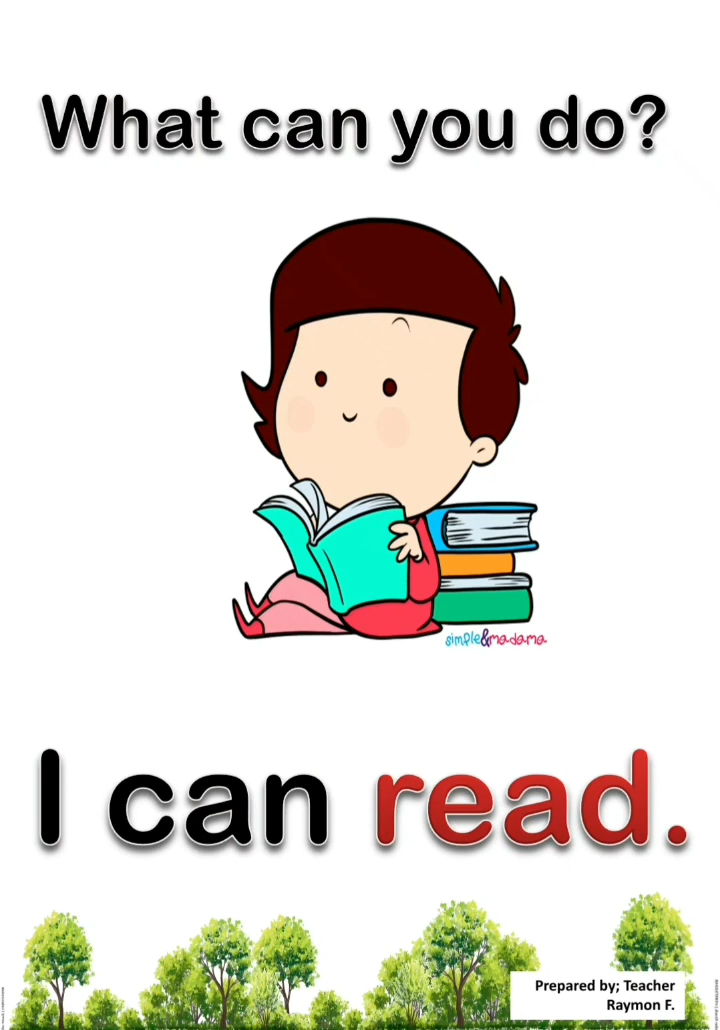 What can you do?
simple&madama
I can read.
Prepared by; Teacher
Raymon F.